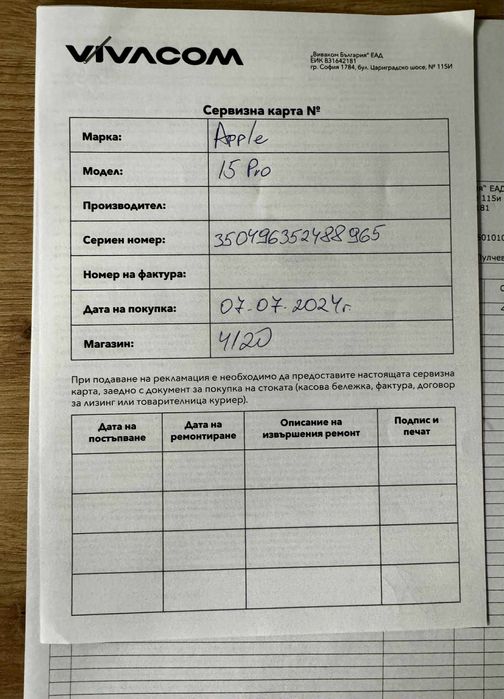 VIVACOM
„Виваком България“ ЕАД
ЕИК 831642181
гр. София 1784, бул. Цариградско шосе, № 115И
Сервизна карта №
Марка: Apple
Модел: 15 Pro
Производител:
Сериен номер: 350496352488965
Номер на фактура:
Дата на покупка: 07.07.2024г.
Магазин: 4120
При подаване на рекламация е необходимо да предоставите настоящата сервизна
карта, заедно с документ за покупка на стоката (касова бележка, фактура, договор
за лизинг или товарителница куриер).
Дата на постъпване
Дата на ремонтиране
Описание на извършения ремонт
Подпис и печат
ЕАД
115и